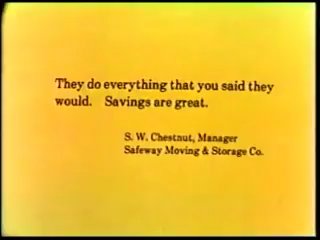 They do everything that you said they
would. Savings are great.
S. W. Chestnut, Manager
Safeway Moving & Storage Co.